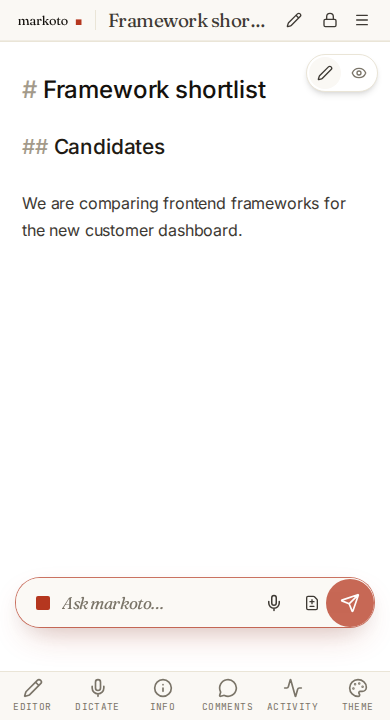 markoto
Framework shor...
# Framework shortlist
## Candidates
We are comparing frontend frameworks for
the new customer dashboard.
Ask markoto...
EDITOR
DICTATE
INFO
COMMENTS
ACTIVITY
THEME